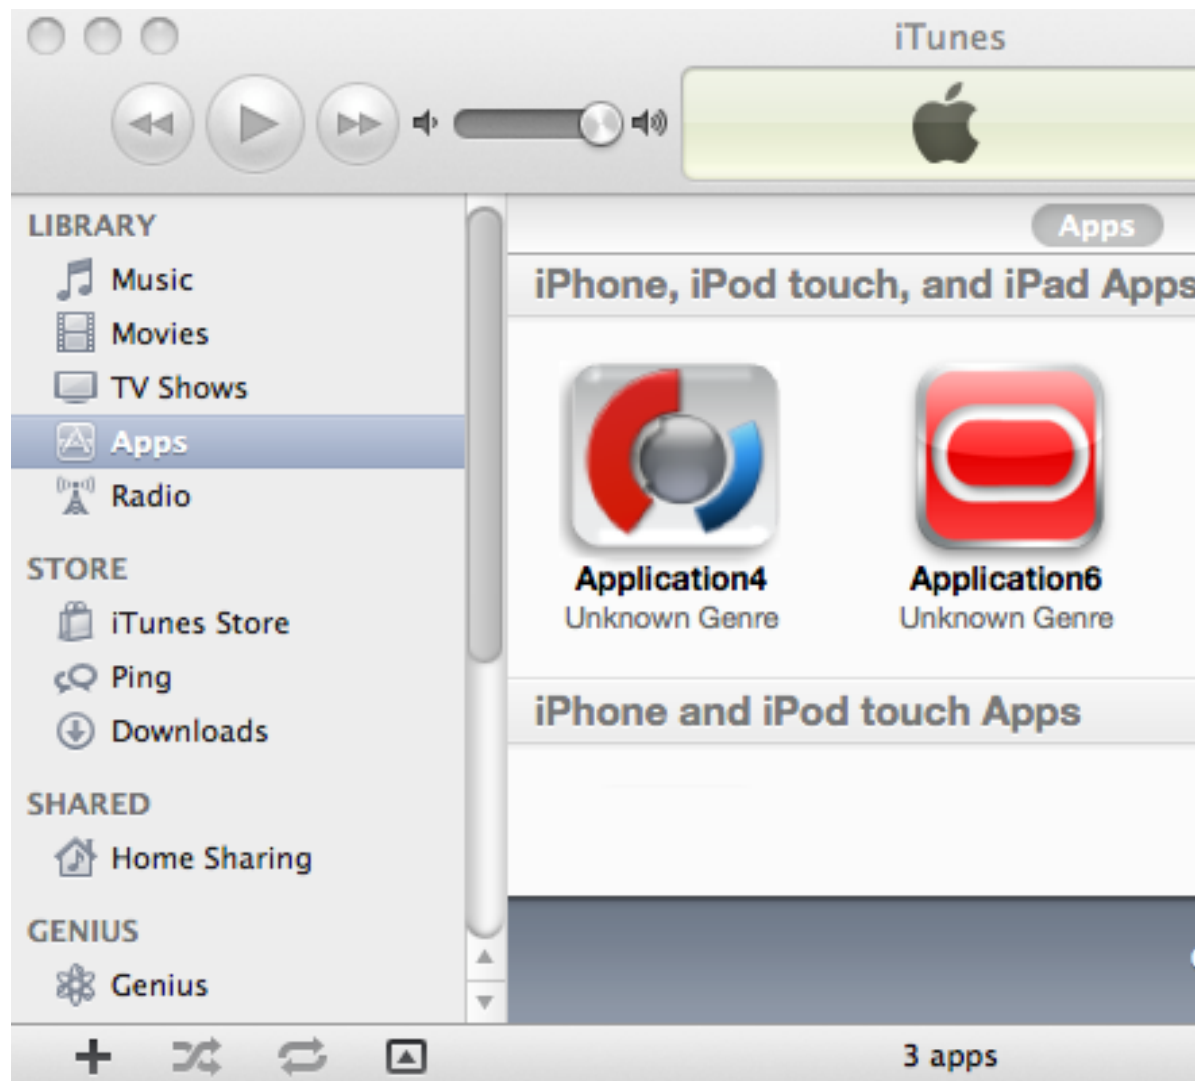 iTunes
LIBRARY
Music
Movies
TV Shows
Apps
Radio
STORE
iTunes Store
Ping
Downloads
SHARED
Home Sharing
GENIUS
Genius
Apps
iPhone, iPod touch, and iPad Apps
Application4
Unknown Genre
Application6
Unknown Genre
iPhone and iPod touch Apps
3 apps